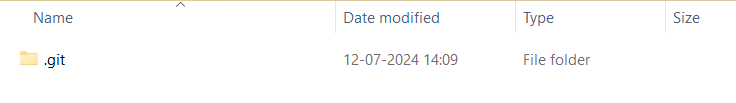 Name Date modified Type Size
.git 12-07-2024 14:09 File folder